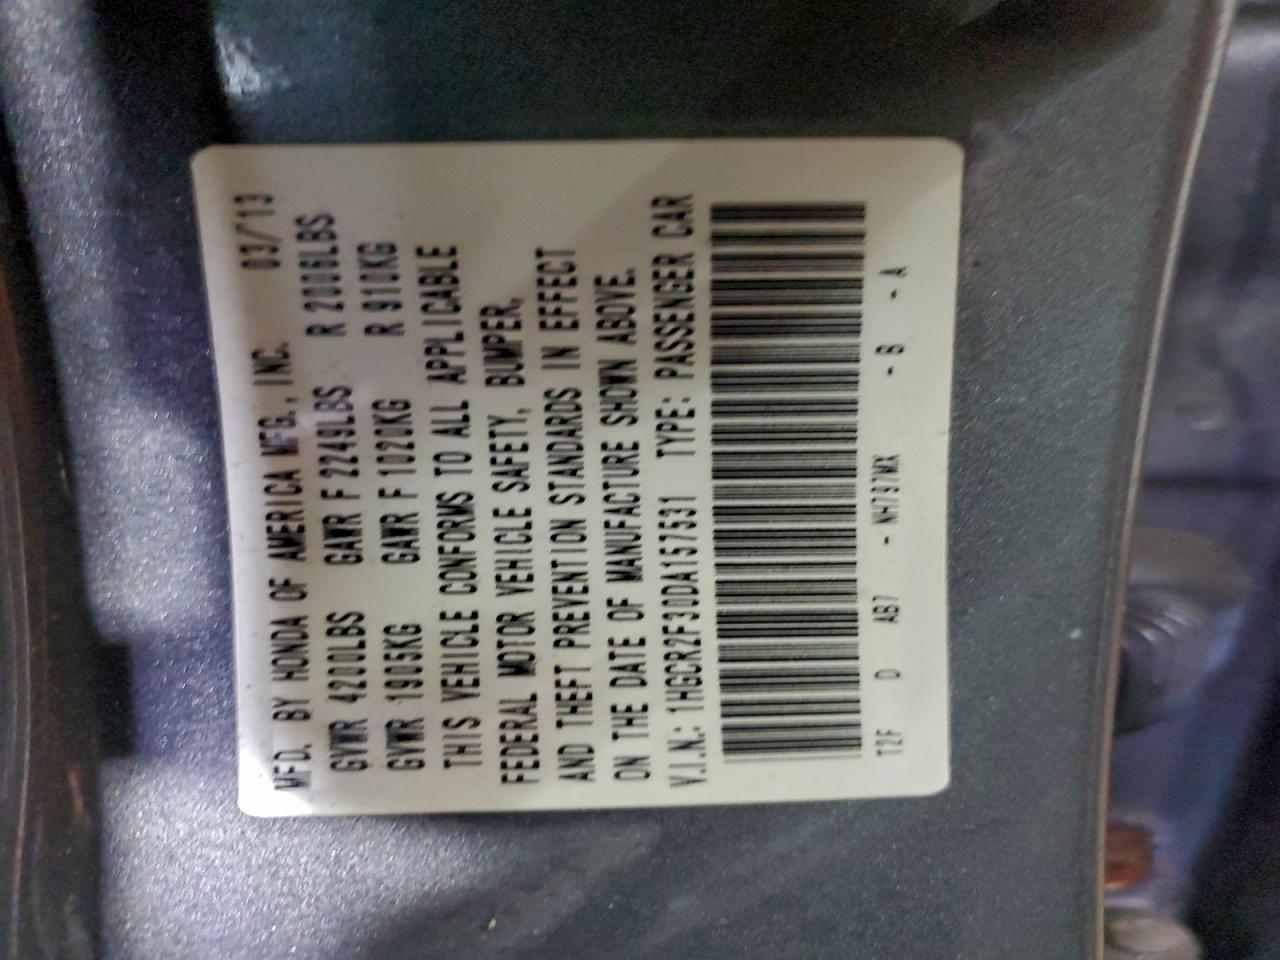 MFD. BY HONDA OF AMERICA MFG., INC. 03/'13
GVWR 4200LBS GAWR F 2249LBS R 2006LBS
GVWR 1905KG GAWR F 1020KG R 910KG
THIS VEHICLE CONFORMS TO ALL APPLICABLE
FEDERAL MOTOR VEHICLE SAFETY, BUMPER,
AND THEFT PREVENTION STANDARDS IN EFFECT
ON THE DATE OF MANUFACTURE SHOWN ABOVE.
V.I.N.: 1HGCR2F30DA157531 TYPE: PASSENGER CAR
T2F D AB7 - NH797MX - B - A